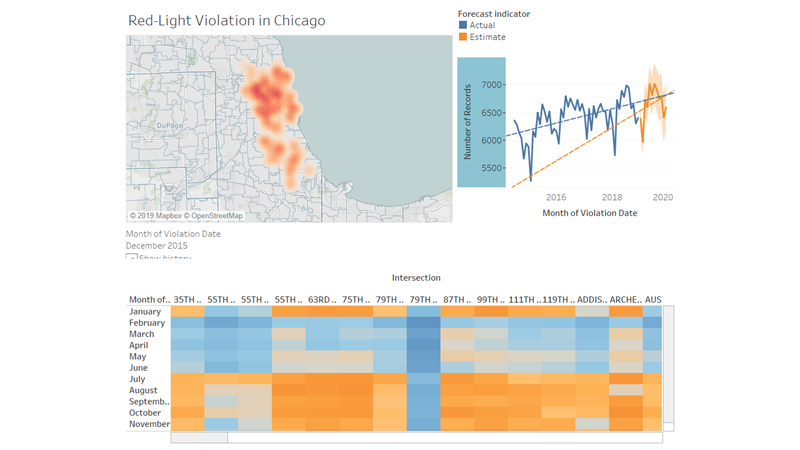 Red-Light Violation in Chicago
Forecast indicator
Actual
Estimate
DuPage
© 2019 Mapbox © OpenStreetMap
Number of Records
7000
6500
6000
5500
2016
2018
2020
Month of Violation Date
Month of Violation Date
December 2015
Show history
Intersection
Month of.. 35TH .. 55TH .. 55TH .. 55TH .. 63RD .. 75TH .. 79TH .. 79TH .. 87TH .. 99TH .. 111TH .. 119TH .. ADDIS.. ARCHE.. AUS
January
February
March
April
May
June
July
August
Septemb..
October
November